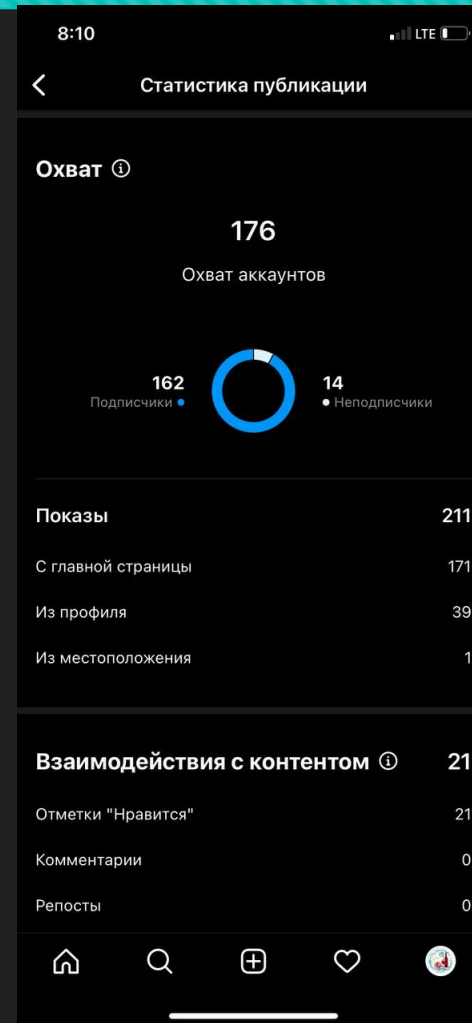 8:10
LTE
Статистика публикации
Охват
176
Охват аккаунтов
162
Подписчики
14
Неподписчики
Показы 211
С главной страницы 171
Из профиля 39
Из местоположения 1
Взаимодействия с контентом 21
Отметки "Нравится" 21
Комментарии 0
Репосты 0